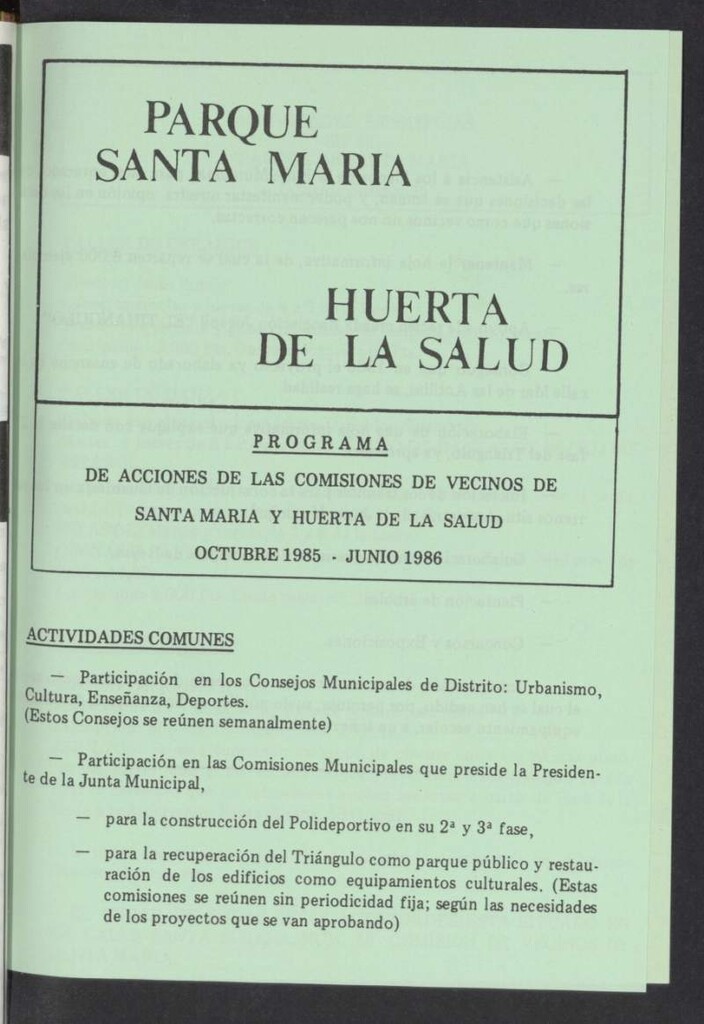 PARQUE
SANTA MARIA
HUERTA
DE LA SALUD
PROGRAMA
DE ACCIONES DE LAS COMISIONES DE VECINOS DE
SANTA MARIA Y HUERTA DE LA SALUD
OCTUBRE 1985 - JUNIO 1986
ACTIVIDADES COMUNES
— Participación en los Consejos Municipales de Distrito: Urbanismo,
Cultura, Enseñanza, Deportes.
(Estos Consejos se reúnen semanalmente)
— Participación en las Comisiones Municipales que preside la Presiden-
te de la Junta Municipal,
— para la construcción del Polideportivo en su 2ª y 3ª fase,
— para la recuperación del Triángulo como parque público y restau-
ración de los edificios como equipamientos culturales. (Estas
comisiones se reúnen sin periodicidad fija; según las necesidades
de los proyectos que se van aprobando)